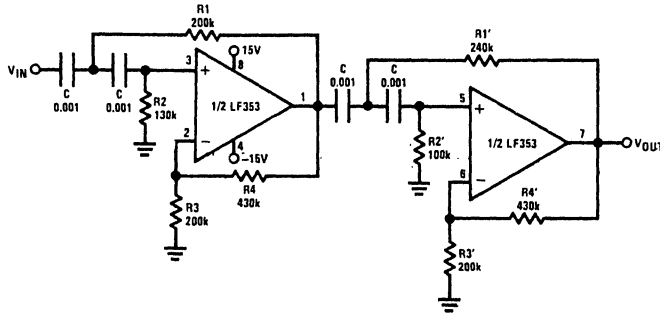 R1
200k
R1'
240k
15V
8
VIN
C
0.001
C
0.001
3
+
1/2 LF353
1
C
0.001
C
0.001
5
+
1/2 LF353
7
VOUT
R2
130k
2
−
4
−15V
R2'
100k
6
−
R4
430k
R4'
430k
R3
200k
R3'
200k